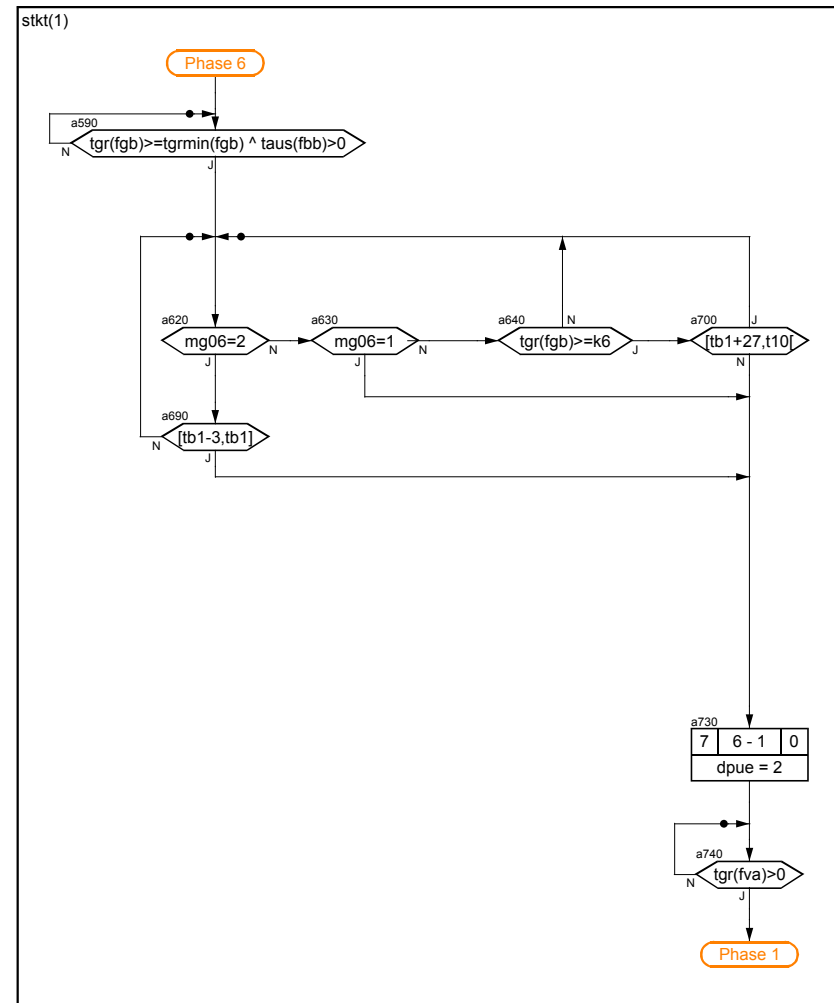 stkt(1)
Phase 6
a590
tgr(fgb)>=tgrmin(fgb) ^ taus(fbb)>0
N
J
a620
mg06=2
N
J
a630
mg06=1
N
J
a640
N
tgr(fgb)>=k6
J
a700
J
[tb1+27,t10[
N
a690
[tb1-3,tb1]
N
J
a730
7 6 - 1 0
dpue = 2
a740
tgr(fva)>0
N
J
Phase 1